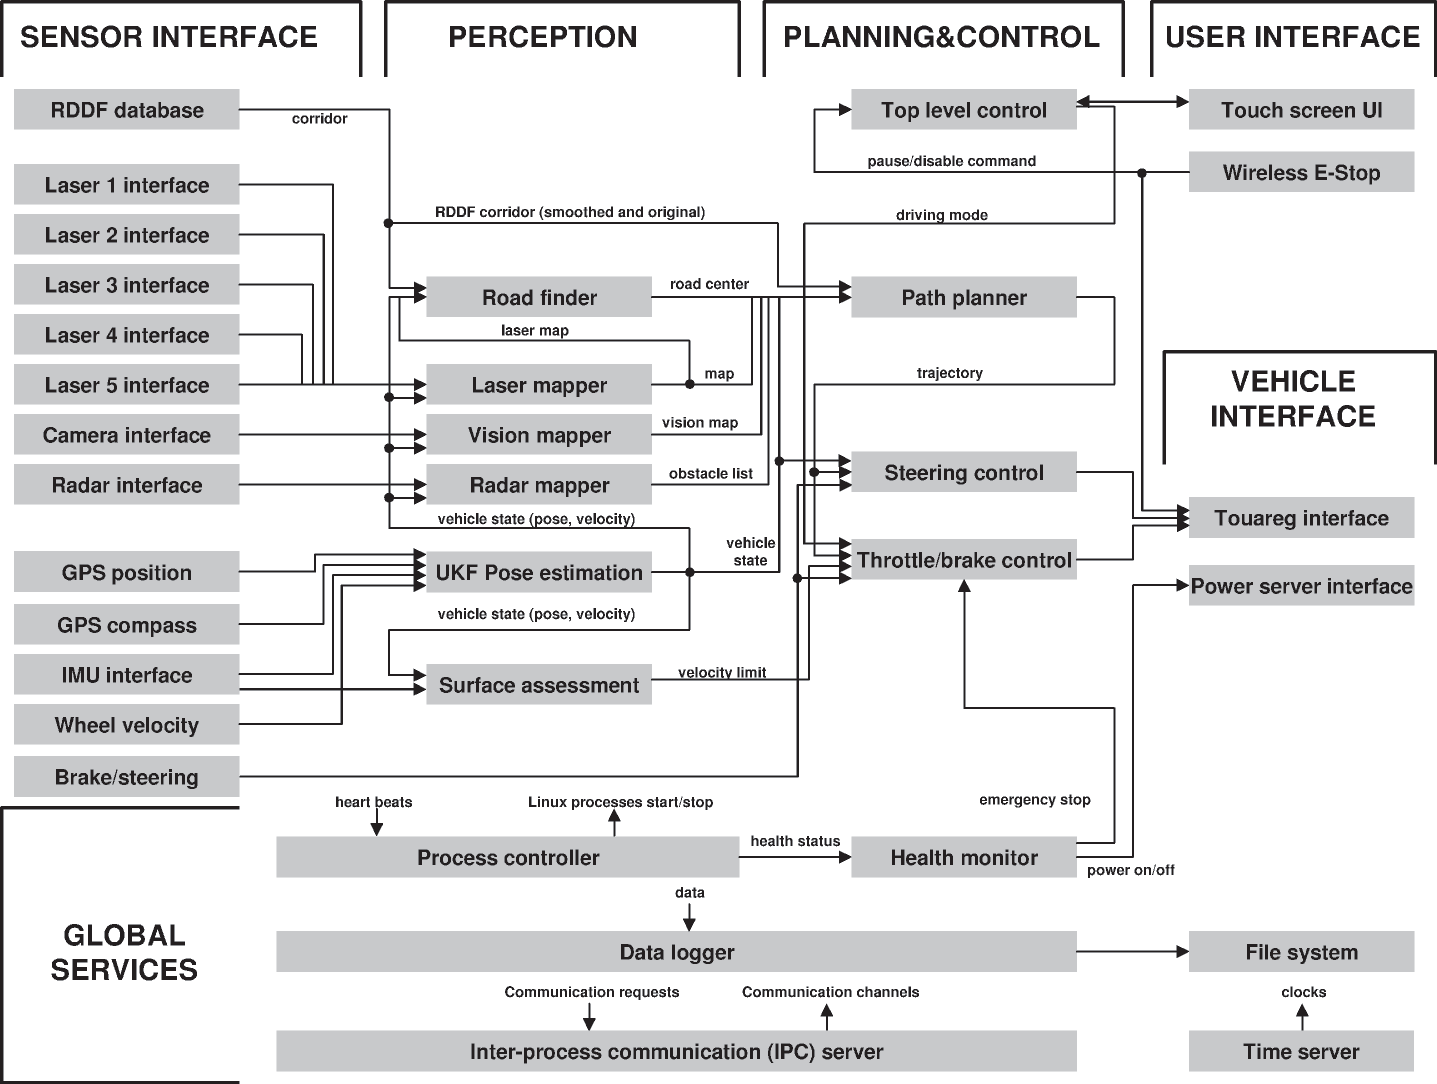 SENSOR INTERFACE
PERCEPTION
PLANNING&CONTROL
USER INTERFACE
RDDF database
corridor
Top level control
Touch screen UI
pause/disable command
Wireless E-Stop
Laser 1 interface
RDDF corridor (smoothed and original)
driving mode
Laser 2 interface
Laser 3 interface
Road finder
road center
Path planner
Laser 4 interface
laser map
Laser 5 interface
Laser mapper
map
trajectory
VEHICLE
INTERFACE
Camera interface
Vision mapper
vision map
Radar interface
Radar mapper
obstacle list
Steering control
vehicle state (pose, velocity)
Touareg interface
vehicle
state
GPS position
UKF Pose estimation
Throttle/brake control
Power server interface
vehicle state (pose, velocity)
GPS compass
IMU interface
Surface assessment
velocity limit
Wheel velocity
Brake/steering
heart beats
Linux processes start/stop
emergency stop
Process controller
health status
Health monitor
power on/off
data
GLOBAL
SERVICES
Data logger
File system
Communication requests
Communication channels
clocks
Inter-process communication (IPC) server
Time server